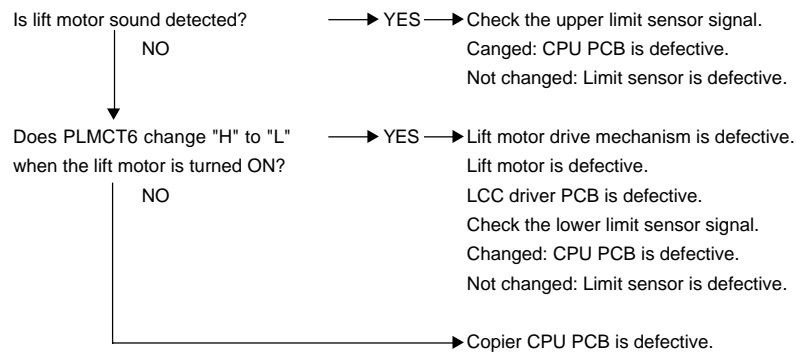 Is lift motor sound detected? YES Check the upper limit sensor signal.
NO Canged: CPU PCB is defective.
Not changed: Limit sensor is defective.
Does PLMCT6 change "H" to "L" YES Lift motor drive mechanism is defective.
when the lift motor is turned ON? Lift motor is defective.
NO LCC driver PCB is defective.
Check the lower limit sensor signal.
Changed: CPU PCB is defective.
Not changed: Limit sensor is defective.
Copier CPU PCB is defective.